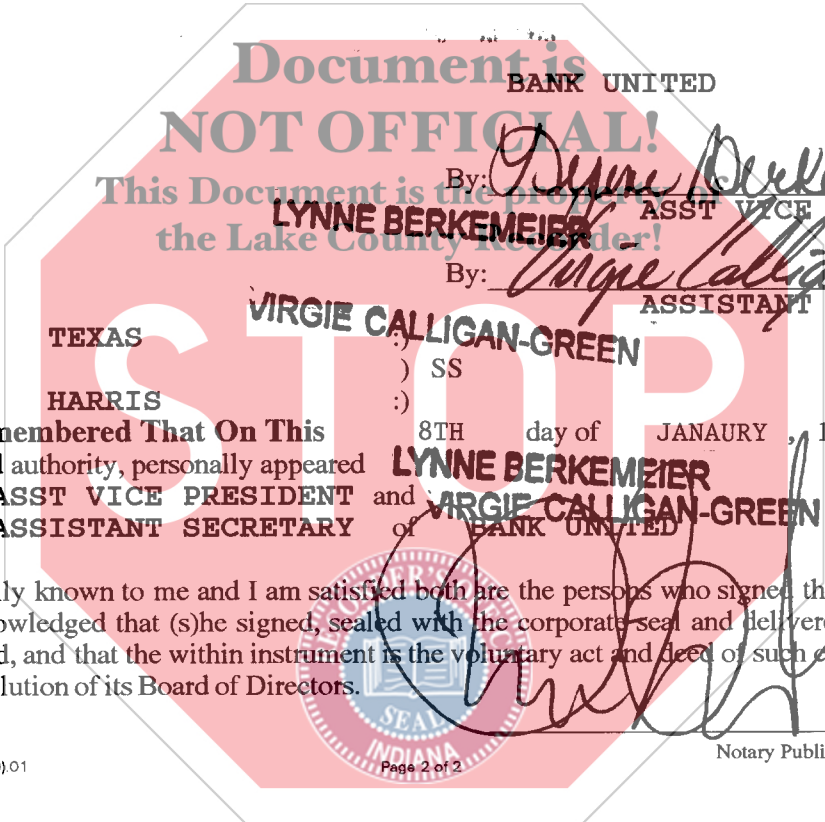 Document is
BANK UNITED
NOT OFFICIAL!
By:
This Document is the property of
ASST VICE
LYNNE BERKEMEIER
the Lake County Recorder!
By:
ASSISTANT
VIRGIE CALLIGAN-GREEN
STOP
TEXAS :)
) SS
HARRIS :)
membered That On This 8TH day of JANAURY , 1
authority, personally appeared LYNNE BERKEMEIER
ASST VICE PRESIDENT and VIRGIE CALLIGAN-GREEN
ASSISTANT SECRETARY of BANK UNITED
ly known to me and I am satisfied both are the persons who signed th
owledged that (s)he signed, sealed with the corporate seal and delivere
d, and that the within instrument is the voluntary act and deed of such c
lution of its Board of Directors.
SEAL
INDIANA
Notary Publi
).01 Page 2 of 2